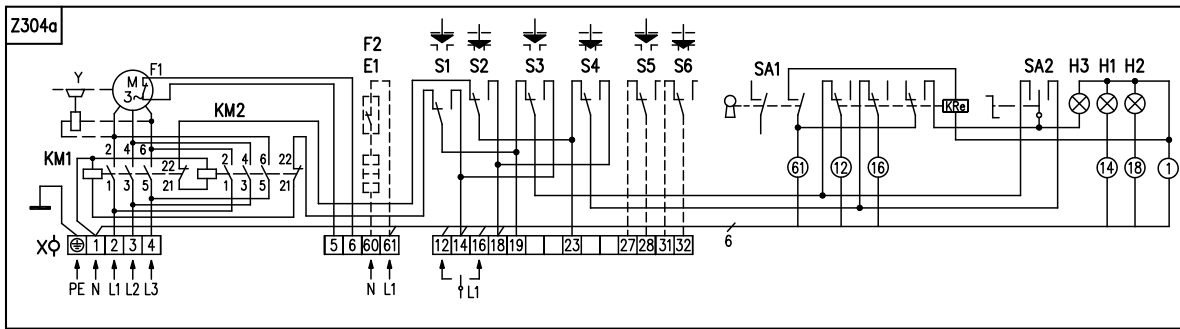 Z304a
F2
E1 S1 S2 S3 S4 S5 S6 SA1 SA2 H3 H1 H2
Y M 3~ F1
KM2
KRe
2 4 6 22 2 4 6 22
KM1
1 3 5 21 1 3 5 21
61 12 16 14 18 1
6
X 1 2 3 4 5 6 60 61 12 14 16 18 19 23 27 28 31 32
PE N L1 L2 L3 N L1 L1